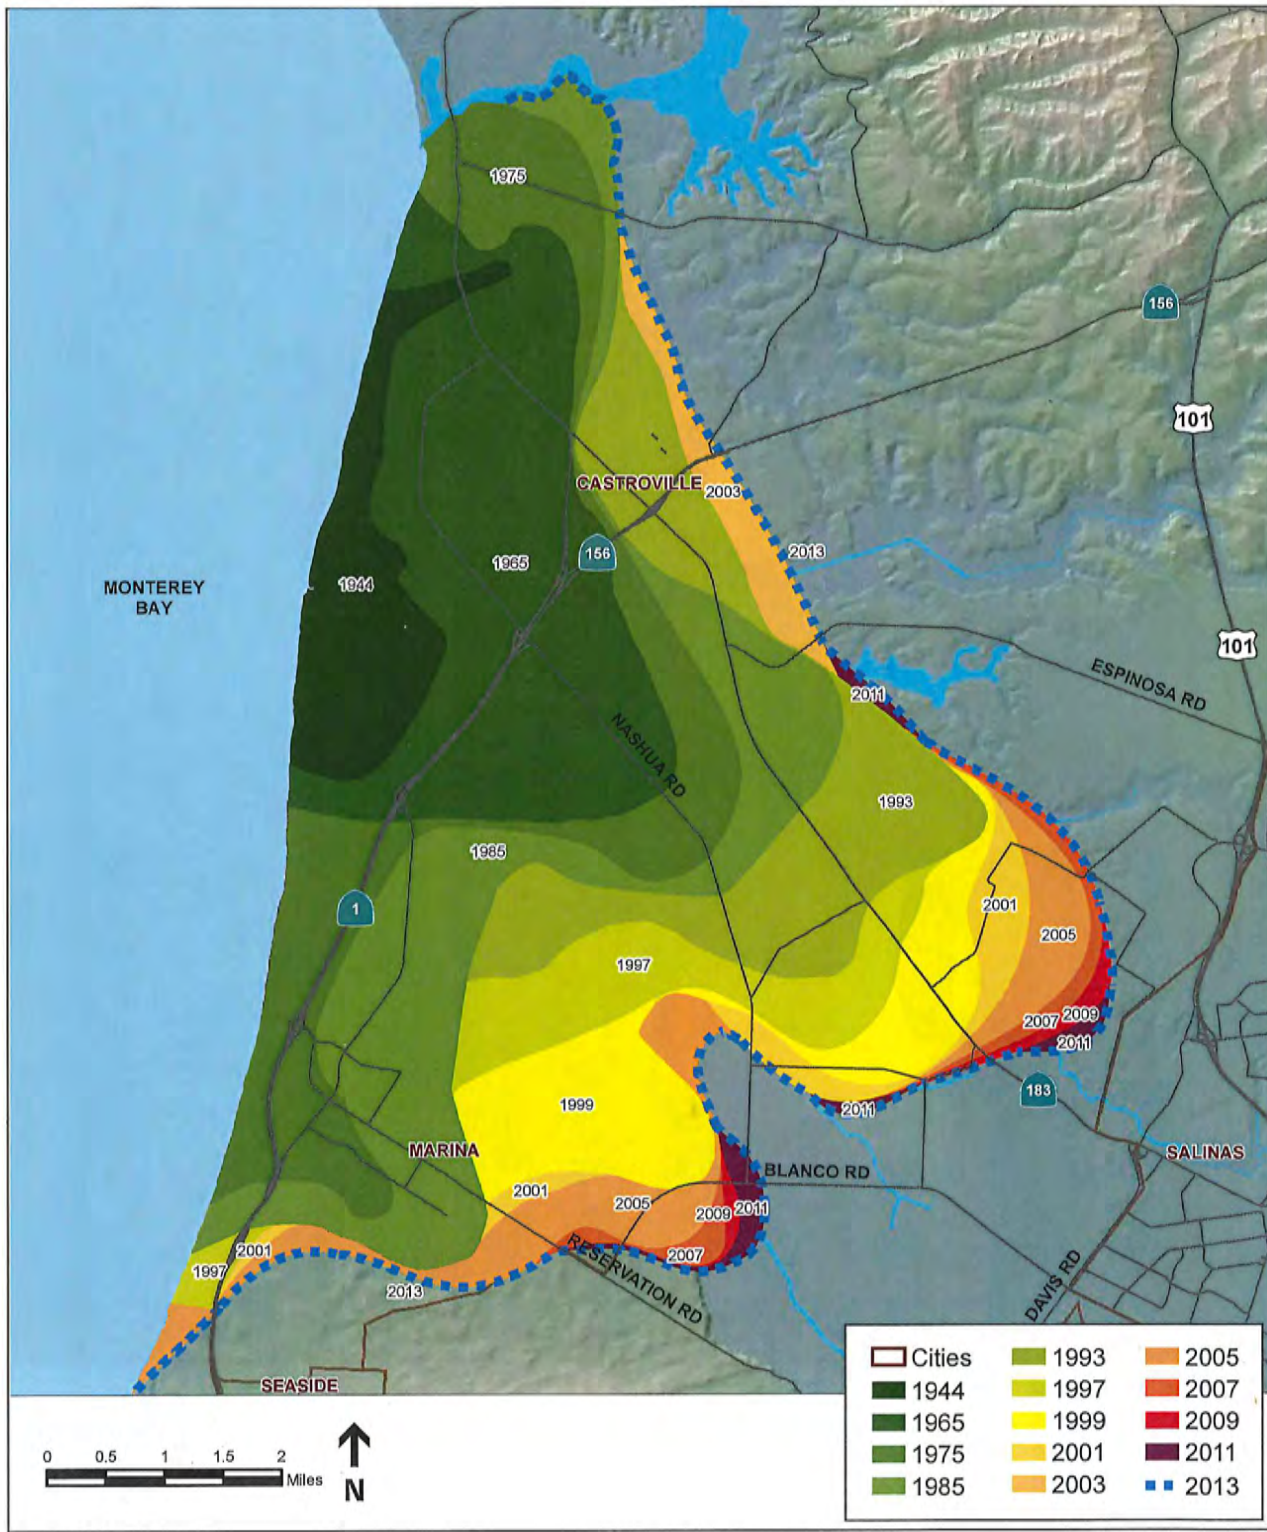 1975
156
101
CASTROVILLE
2003
156
2013
1965
1944
MONTEREY
BAY
101
ESPINOSA RD
2011
NASHUA RD
1993
1985
1
2001
2005
1997
2009
2007
2011
183
1999
2011
MARINA
SALINAS
BLANCO RD
2001
2005
2009
2011
2001
2007
1997
RESERVATION RD
2013
DAVIS RD
SEASIDE
Cities
1944
1965
1975
1985
1993
1997
1999
2001
2003
2005
2007
2009
2011
2013
0 0.5 1 1.5 2
Miles
N